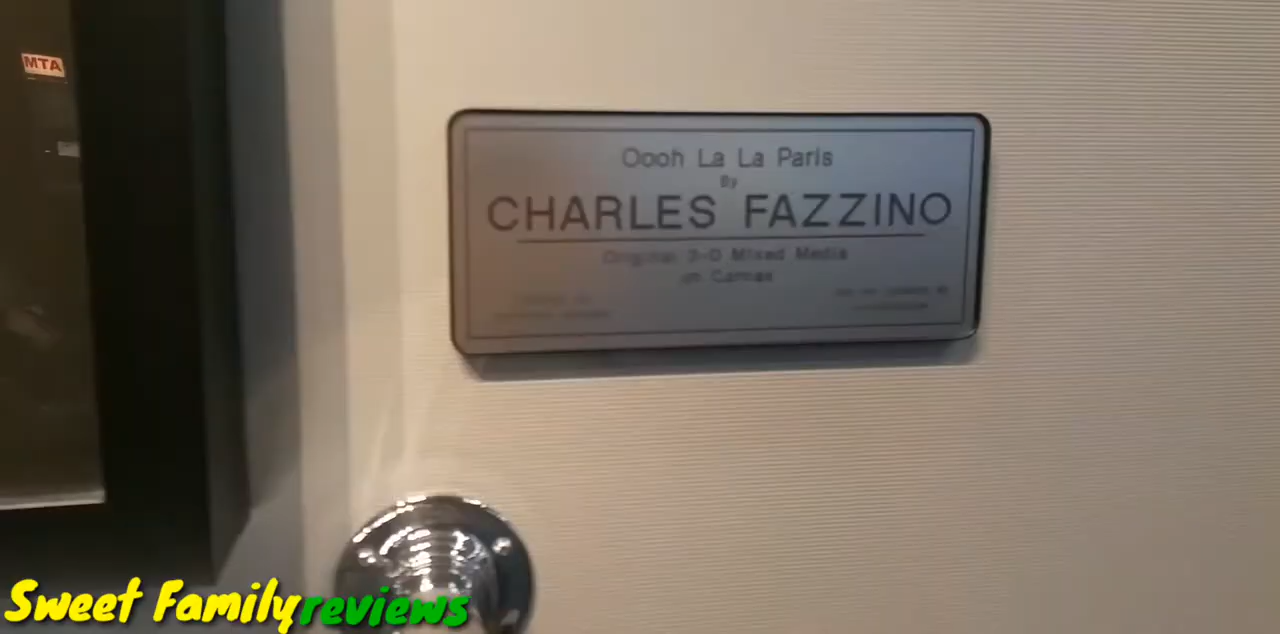 MTA
Oooh La La Paris
By
CHARLES FAZZINO
Original 3-D Mixed Media
on Canvas
Sweet Familyreviews